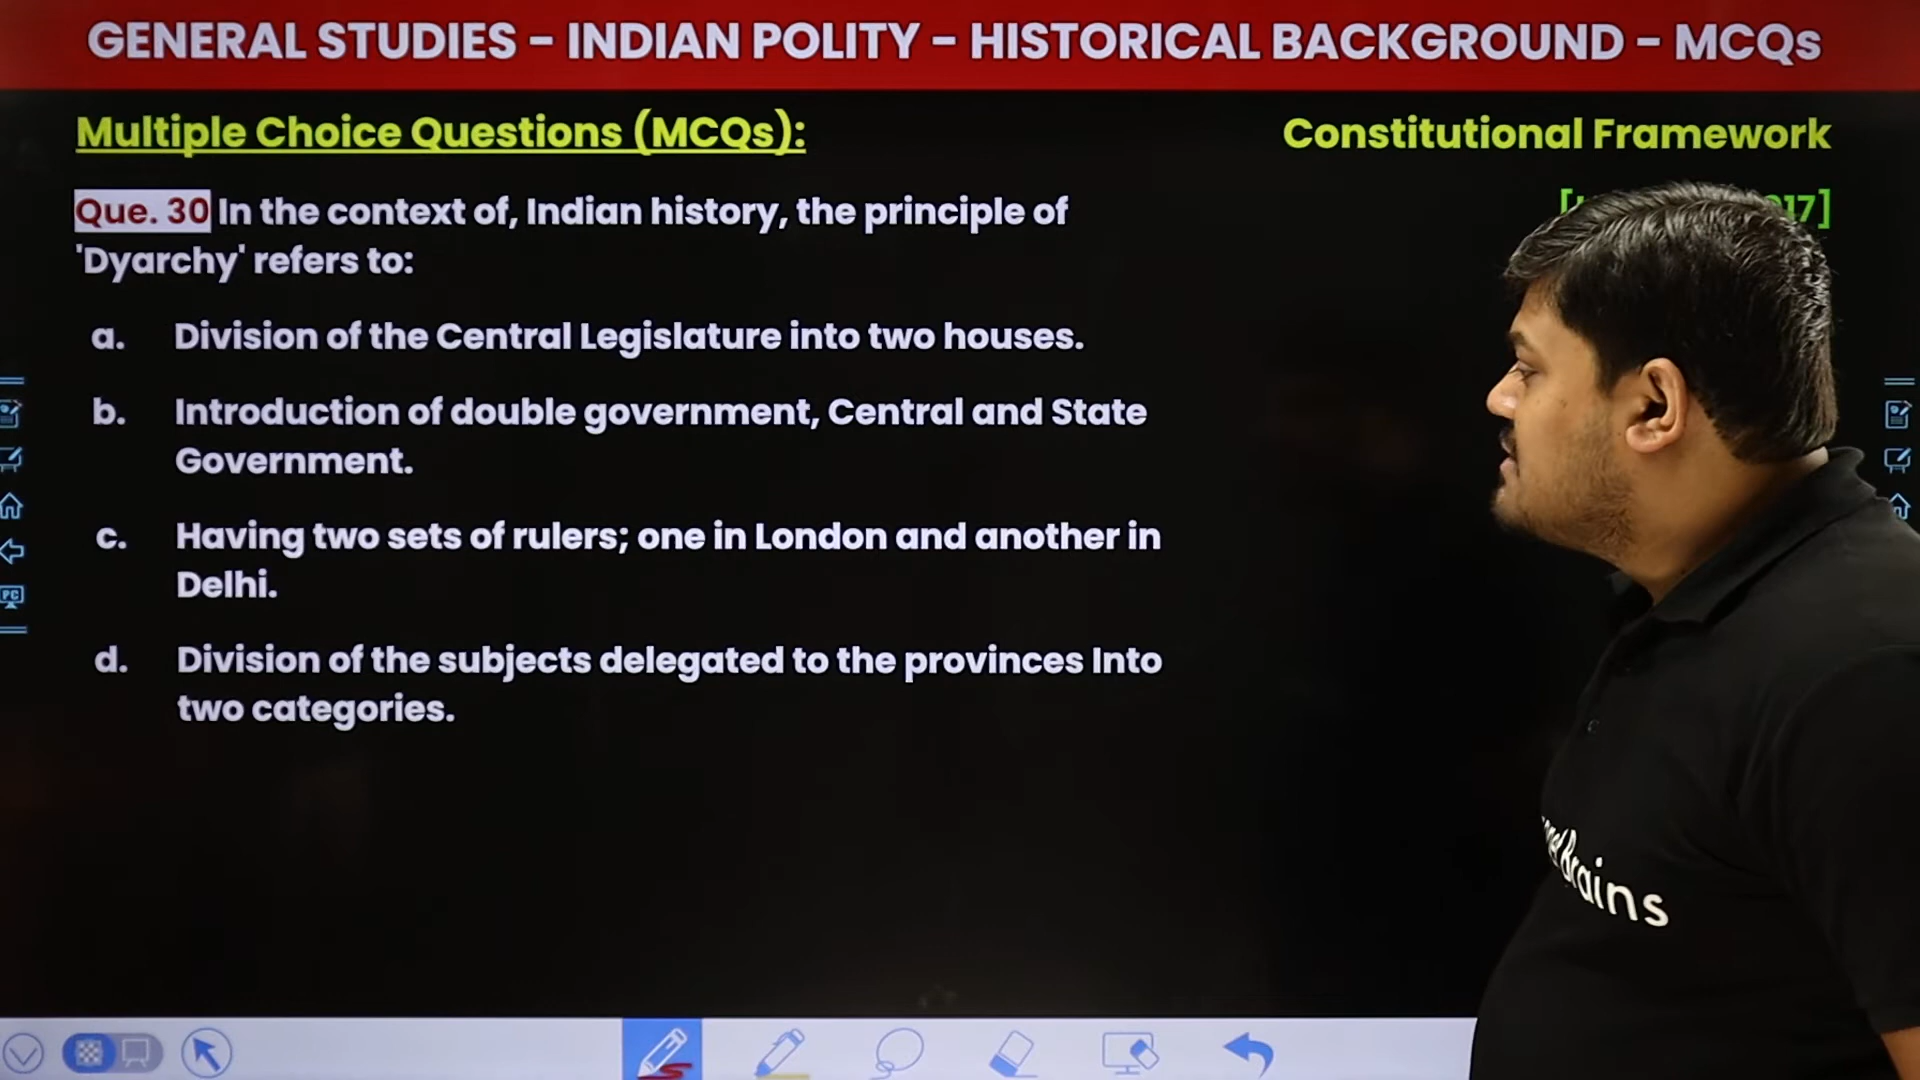 GENERAL STUDIES - INDIAN POLITY - HISTORICAL BACKGROUND - MCQs
Multiple Choice Questions (MCQs):
Constitutional Framework
Que. 30 In the context of, Indian history, the principle of
'Dyarchy' refers to:
a. Division of the Central Legislature into two houses.
b. Introduction of double government, Central and State
Government.
c. Having two sets of rulers; one in London and another in
Delhi.
d. Division of the subjects delegated to the provinces Into
two categories.
Brains
PC